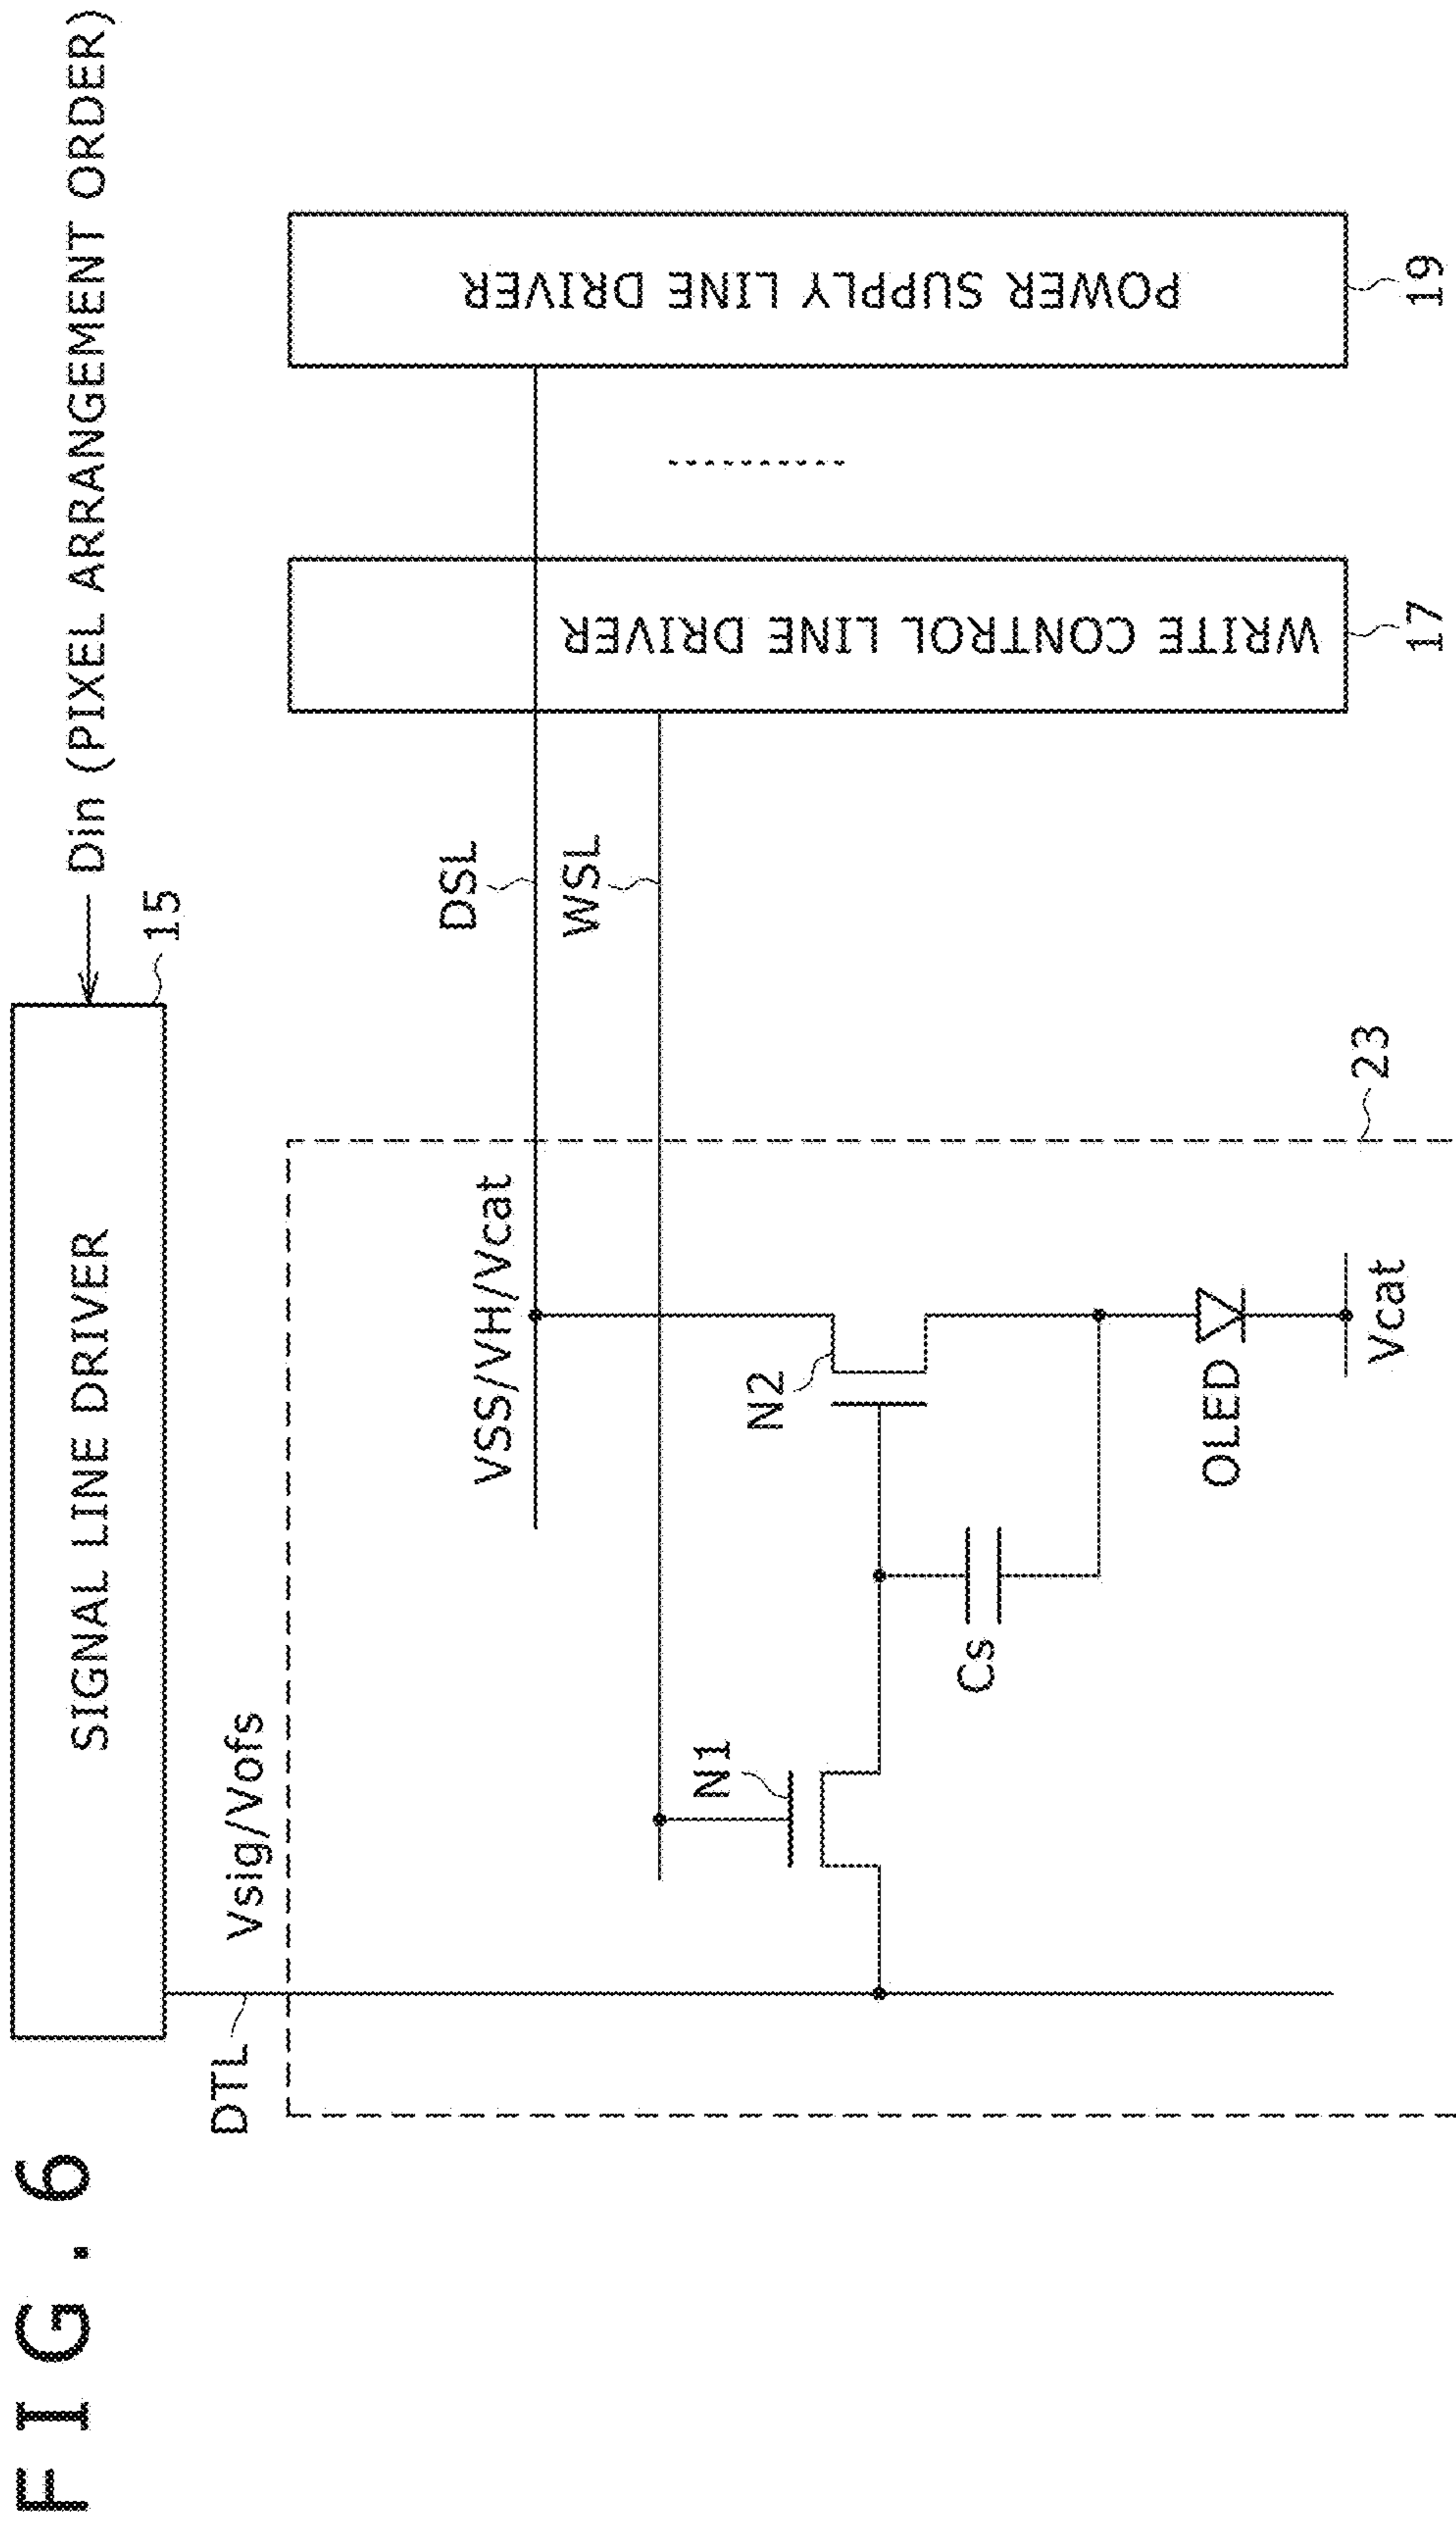 FIG. 6
SIGNAL LINE DRIVER
Din (PIXEL ARRANGEMENT ORDER)
15
DTL
Vsig/Vofs
DSL
VSS/VH/Vcat
WSL
N1
N2
Cs
OLED
Vcat
23
WRITE CONTROL LINE DRIVER
17
POWER SUPPLY LINE DRIVER
19